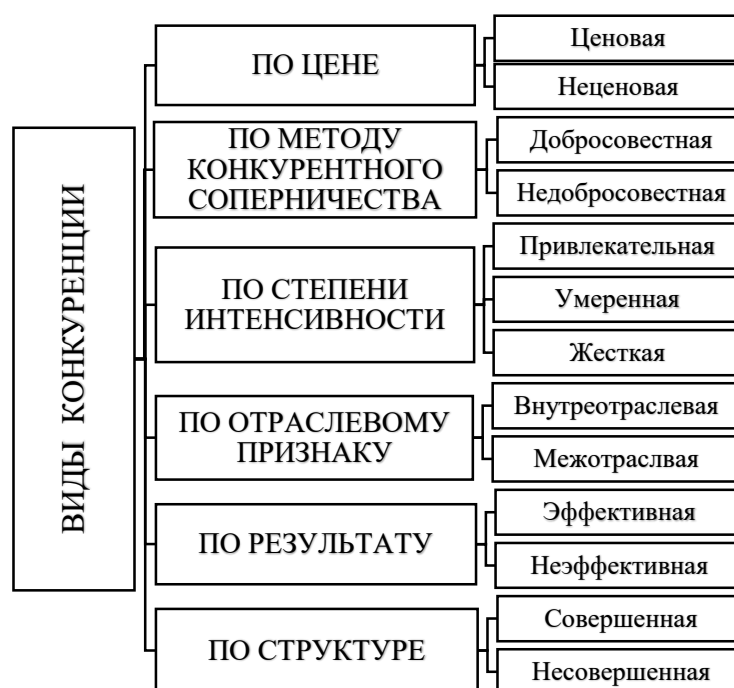 ВИДЫ КОНКУРЕНЦИИ
ПО ЦЕНЕ
Ценовая
Неценовая
ПО МЕТОДУ
КОНКУРЕНТНОГО
СОПЕРНИЧЕСТВА
Добросовестная
Недобросовестная
ПО СТЕПЕНИ
ИНТЕНСИВНОСТИ
Привлекательная
Умеренная
Жесткая
ПО ОТРАСЛЕВОМУ
ПРИЗНАКУ
Внутреотраслевая
Межотраслвая
ПО РЕЗУЛЬТАТУ
Эффективная
Неэффективная
ПО СТРУКТУРЕ
Совершенная
Несовершенная